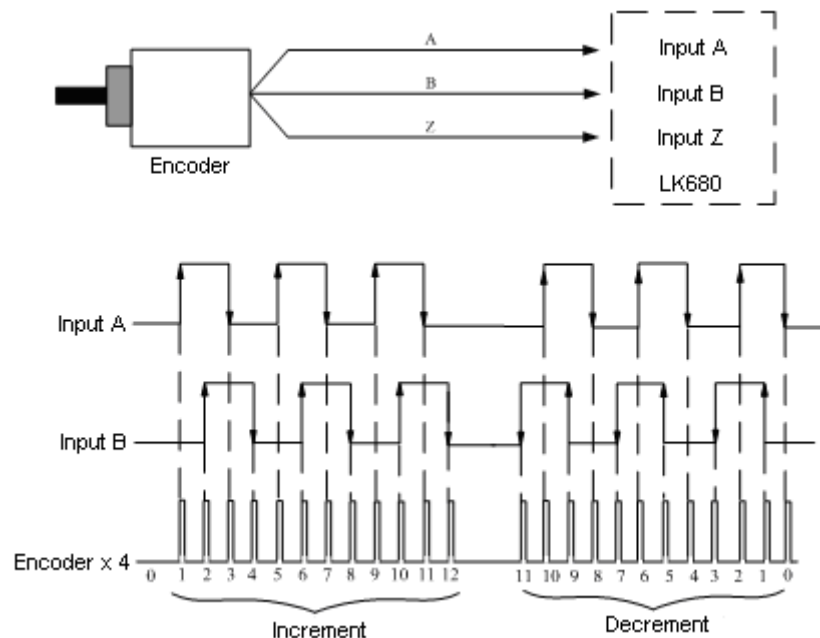 A
Input A
B
Input B
Z
Input Z
Encoder
LK680
Input A
Input B
Encoder x 4
0 1 2 3 4 5 6 7 8 9 10 11 12 11 10 9 8 7 6 5 4 3 2 1 0
Increment
Decrement